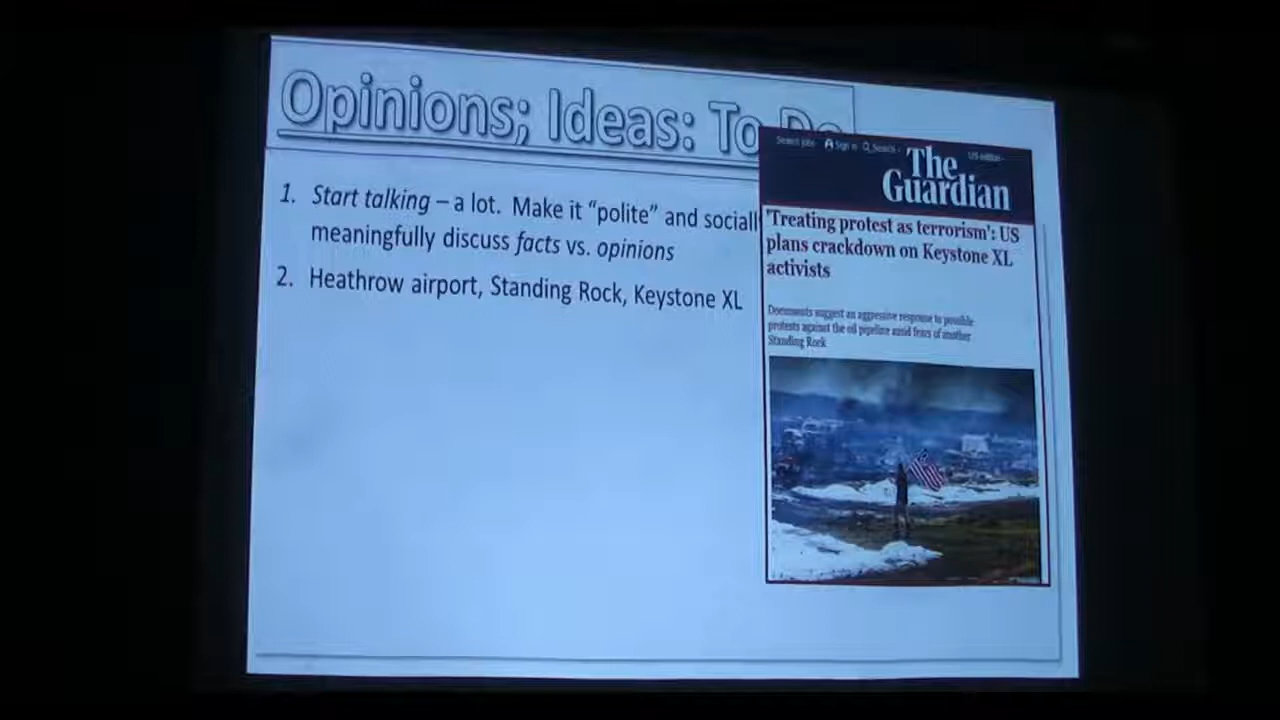 Opinions; Ideas: To Do
1. Start talking – a lot. Make it “polite” and sociall
meaningfully discuss facts vs. opinions
2. Heathrow airport, Standing Rock, Keystone XL
Search jobs Sign in Search US edition
The
Guardian
'Treating protest as terrorism': US
plans crackdown on Keystone XL
activists
Documents suggest an aggressive response to possible
protests against the oil pipeline amid fears of another
Standing Rock